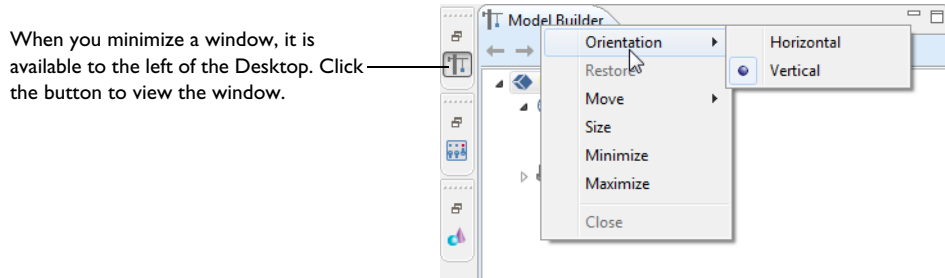 When you minimize a window, it is
available to the left of the Desktop. Click
the button to view the window.
Model Builder
Orientation
Horizontal
Restore
Vertical
Move
Size
Minimize
Maximize
Close